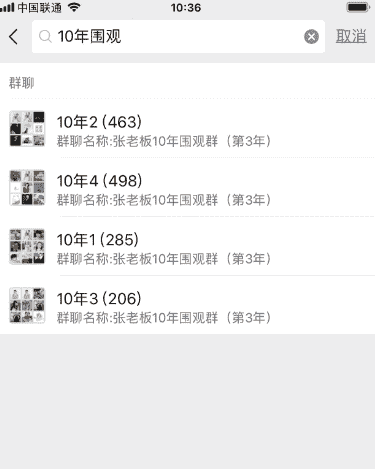 中国联通 10:36
10年围观 取消
群聊
10年2 (463)
群聊名称:张老板10年围观群（第3年）
10年4 (498)
群聊名称:张老板10年围观群（第3年）
10年1 (285)
群聊名称:张老板10年围观群（第3年）
10年3 (206)
群聊名称:张老板10年围观群（第3年）